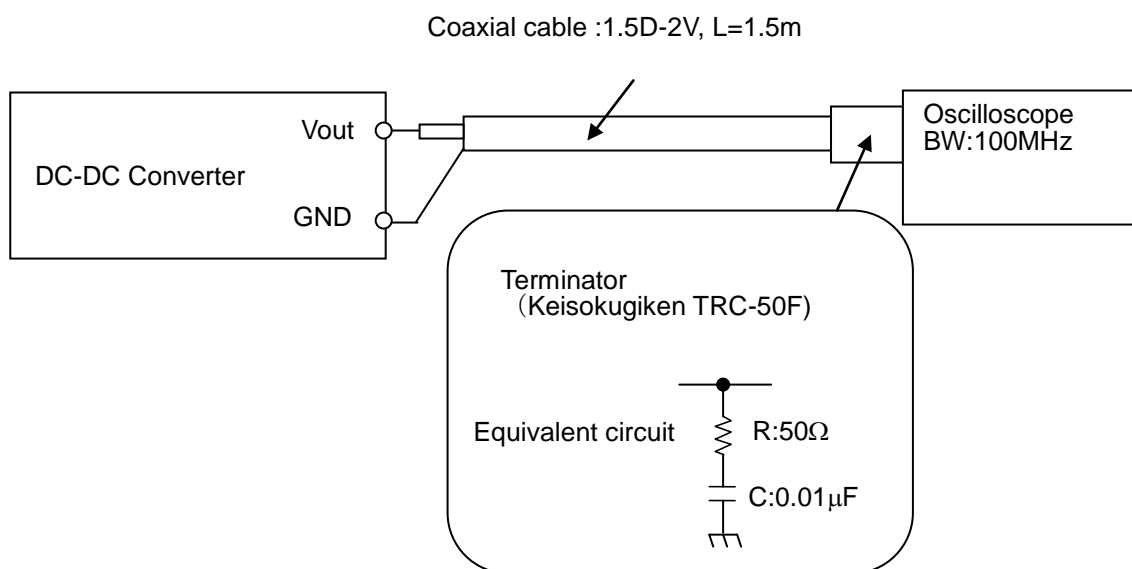 Coaxial cable :1.5D-2V, L=1.5m
Vout
DC-DC Converter
GND
Oscilloscope
BW:100MHz
Terminator
（Keisokugiken TRC-50F)
Equivalent circuit
R:50Ω
C:0.01μF